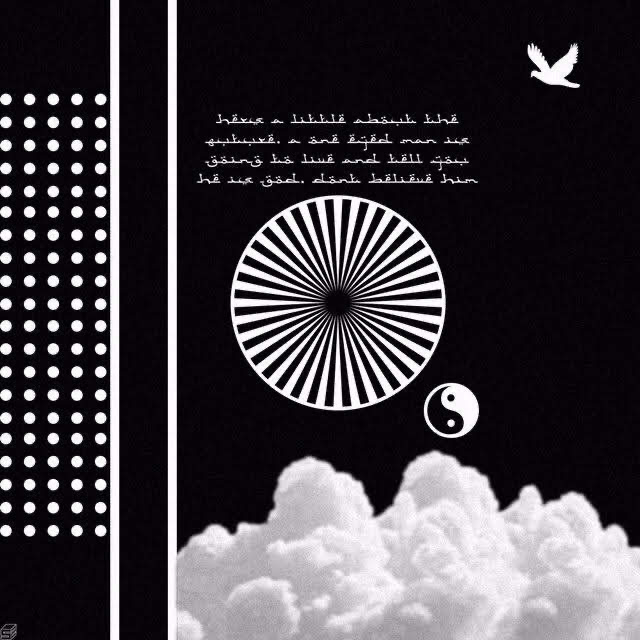 here's a little about the
future. a one eyed man is
going to live and tell you
he is god. dont believe him